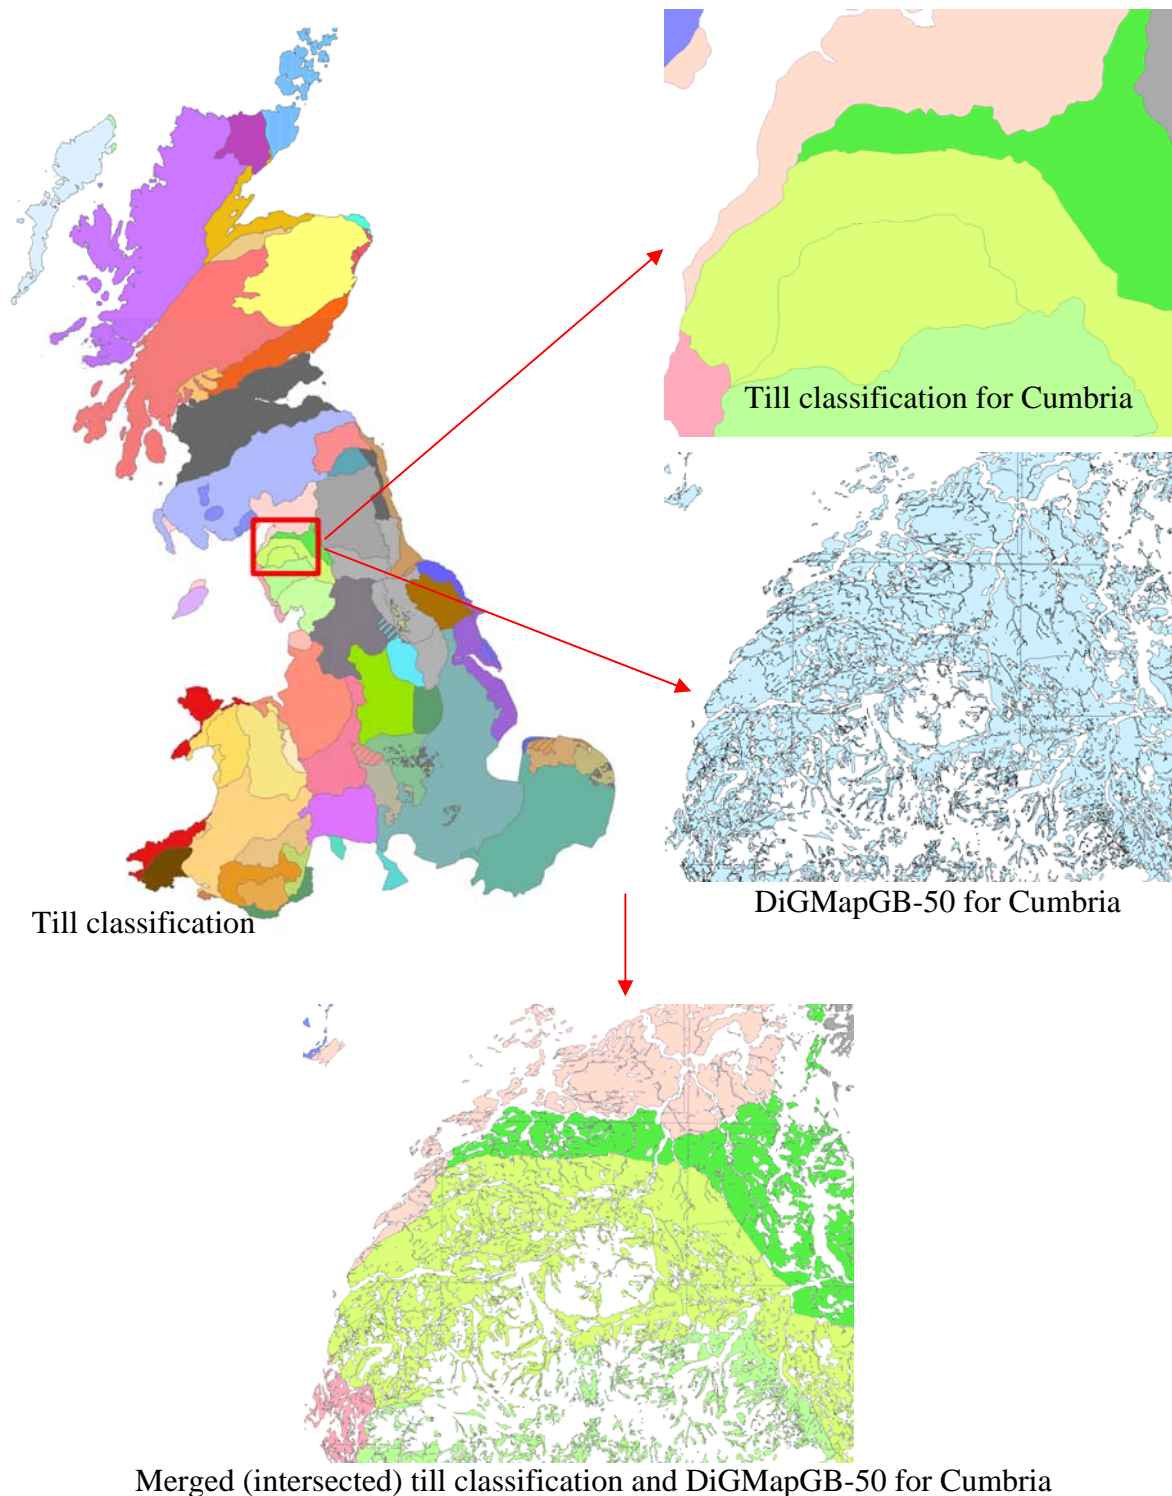 Till classification for Cumbria
DiGMapGB-50 for Cumbria
Till classification
Merged (intersected) till classification and DiGMapGB-50 for Cumbria